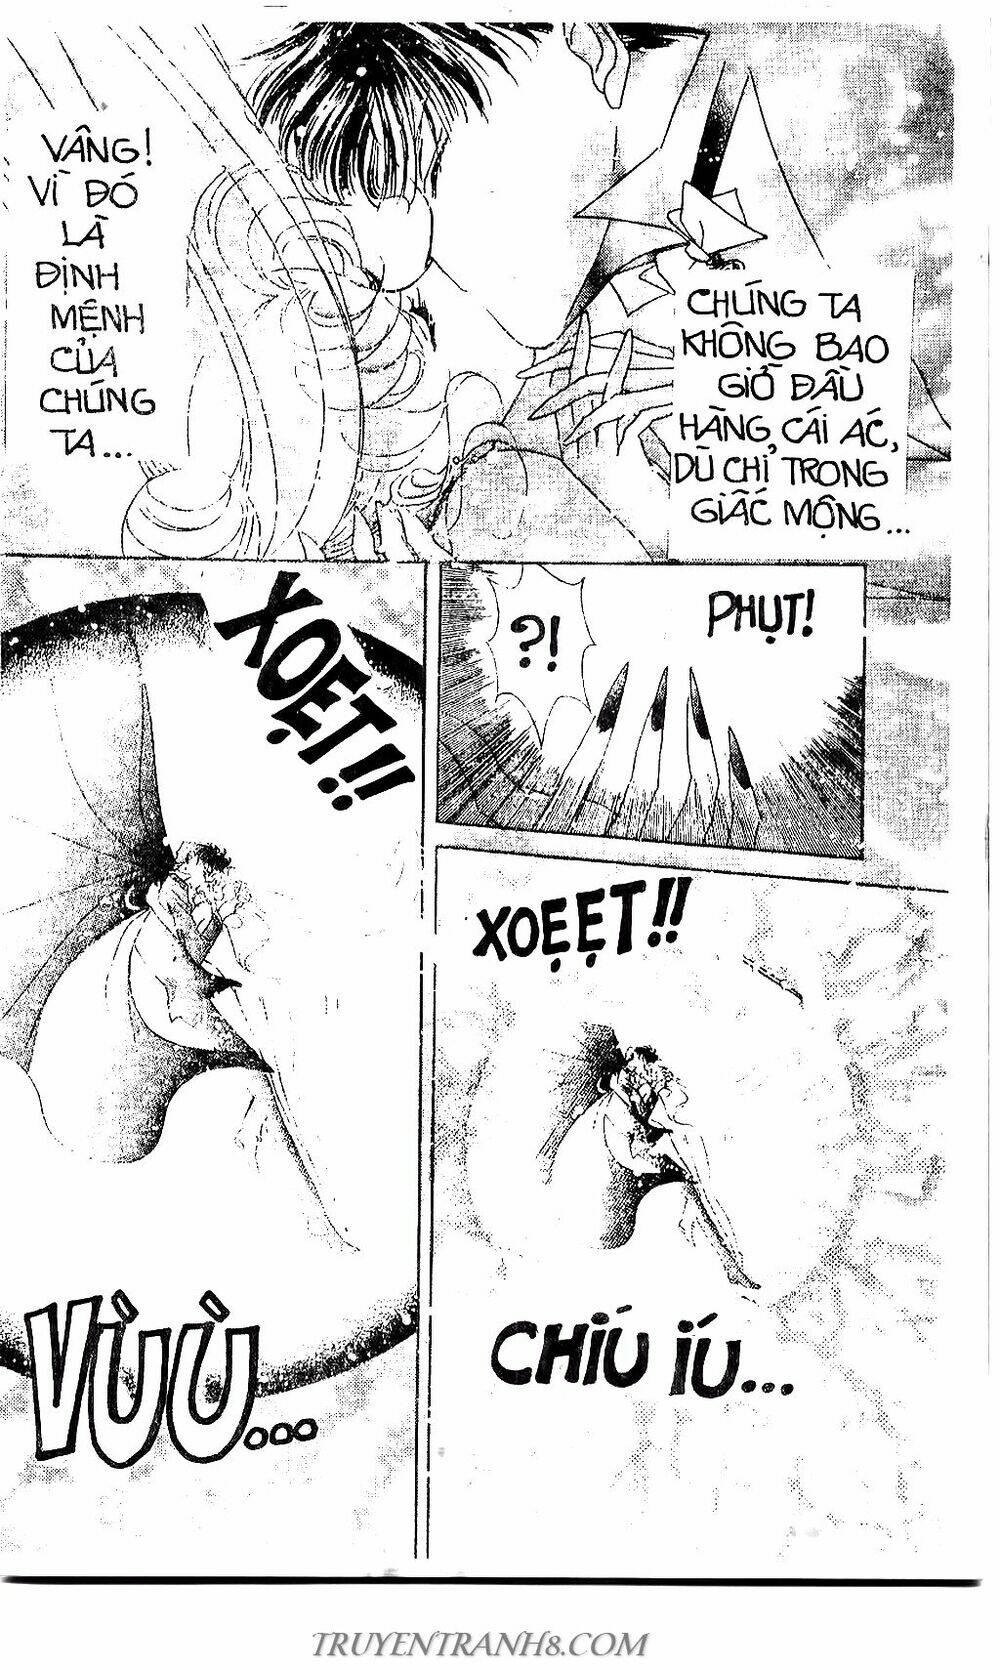 VÂNG!
VÌ ĐÓ
LÀ
ĐỊNH
MỆNH
CỦA
CHÚNG
TA...
CHÚNG TA
KHÔNG BAO
GIỜ ĐẦU
HÀNG CÁI ÁC,
DÙ CHỈ TRONG
GIẤC MỘNG...
XOẸT!!
?!
PHỤT!
XOẸẸT!!
VÙÙ...
CHÍU ÍU...
TRUYENTRANH8.COM